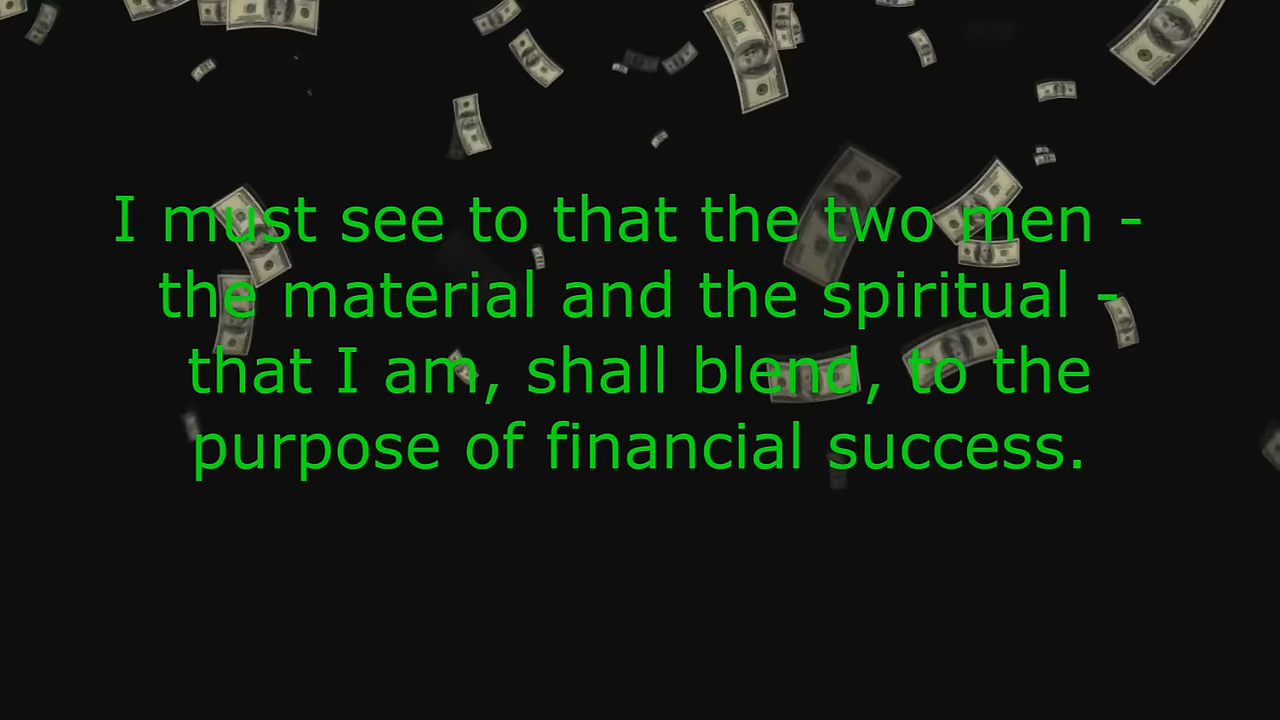 I must see to that the two men -
the material and the spiritual -
that I am, shall blend, to the
purpose of financial success.